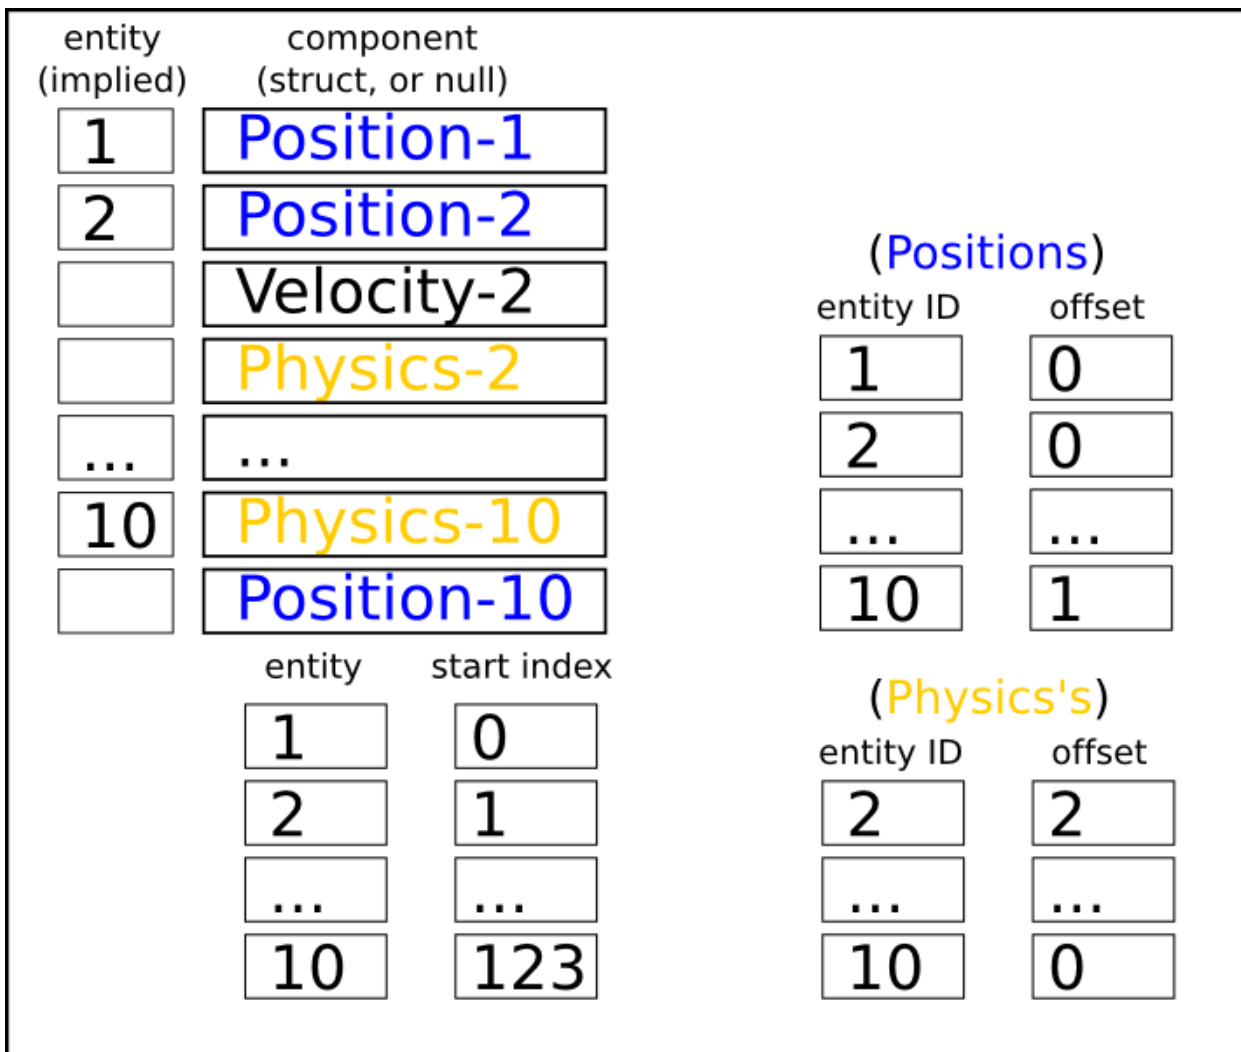 entity component
(implied) (struct, or null)
1 Position-1
2 Position-2
Velocity-2
Physics-2
... ...
10 Physics-10
Position-10
entity start index
1 0
2 1
... ...
10 123
(Positions)
entity ID offset
1 0
2 0
... ...
10 1
(Physics's)
entity ID offset
2 2
... ...
10 0